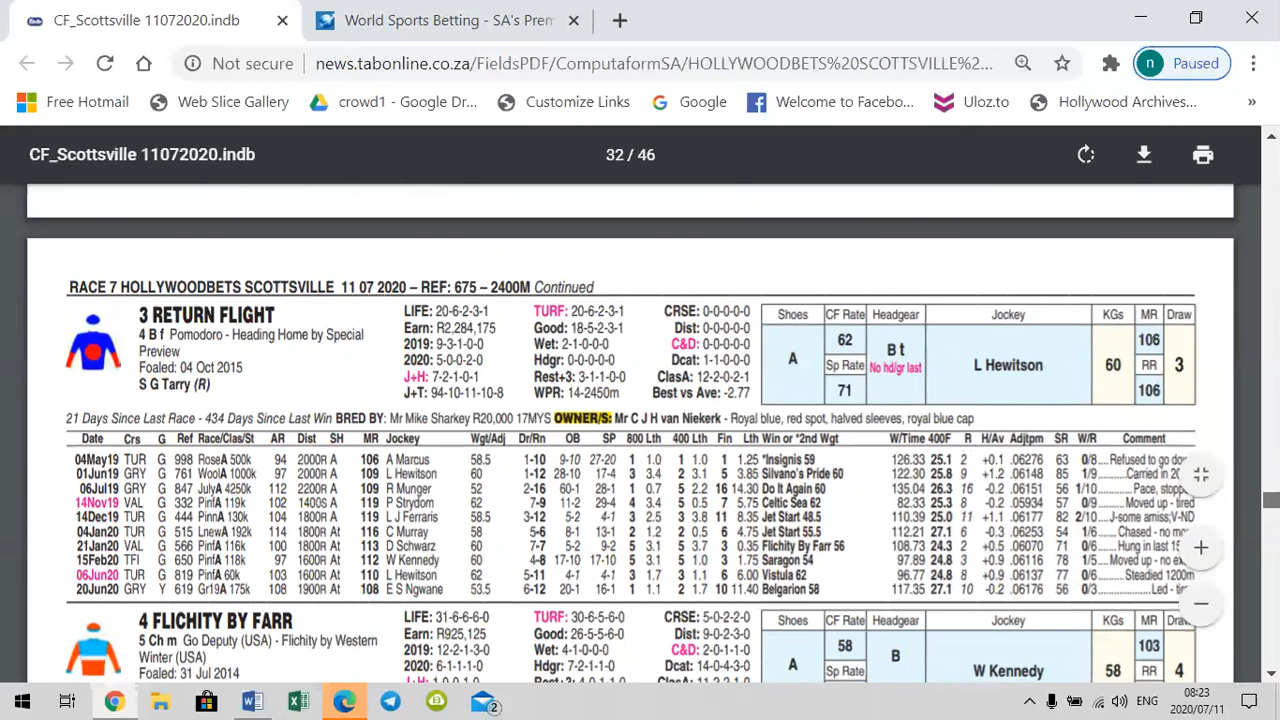 CF_Scottsville 11072020.indb
World Sports Betting - SA's Prem
Not secure
news.tabonline.co.za/FieldsPDF/ComputaformSA/HOLLYWOODBETS%20SCOTTSVILLE%2...
n Paused
Free Hotmail
Web Slice Gallery
crowd1 - Google Dr...
Customize Links
Google
Welcome to Facebo...
Uloz.to
Hollywood Archives...
»
CF_Scottsville 11072020.indb
32 / 46
RACE 7 HOLLYWOODBETS SCOTTSVILLE 11 07 2020 – REF: 675 – 2400M Continued
3 RETURN FLIGHT
4 B f Pomodoro - Heading Home by Special
Preview
Foaled: 04 Oct 2015
S G Tarry (R)
LIFE: 20-6-2-3-1 TURF: 20-6-2-3-1 CRSE: 0-0-0-0-0
Earn: R2,284,175 Good: 18-5-2-3-1 Dist: 0-0-0-0-0
2019: 9-3-1-0-0 Wet: 2-1-0-0-0 C&D: 0-0-0-0-0
2020: 5-0-0-2-0 Hdgr: 0-0-0-0-0 Dcat: 1-1-0-0-0
J+H: 7-2-1-0-1 Rest+3: 3-1-1-0-0 ClasA: 12-2-0-2-1
J+T: 94-10-11-10-8 WPR: 14-2450m Best vs Ave: -2.77
Shoes CF Rate Headgear Jockey KGs MR Draw
A 62 B t L Hewitson 60 106 3
Sp Rate No hd/gr last RR
71 106
21 Days Since Last Race - 434 Days Since Last Win BRED BY: Mr Mike Sharkey R20,000 17MYS OWNER/S: Mr C J H van Niekerk - Royal blue, red spot, halved sleeves, royal blue cap
Date Crs G Ref Race/Clas/St AR Dist SH MR Jockey Wgt/Adj Dr/Rn OB SP 800 Lth 400 Lth Fin Lth Win or *2nd Wgt W/Time 400F R H/Av Adjtpm SR W/R Comment
04May19 TUR G 998 RoseA 500k 94 2000R A 106 A Marcus 58.5 1-10 9-10 27-20 1 1.0 1 1.0 1 1.25 *Insignis 59 126.33 25.1 2 +0.1 .06276 63 0/8....Refused to go do
01Jun19 GRY G 761 WoolA 1000k 97 2000R A 109 L Hewitson 60 1-12 28-10 17-4 3 3.4 2 3.1 5 3.85 Silvano's Pride 60 122.30 25.8 9 +1.2 .06148 85 1/9....Carried in 20
06Jul19 GRY G 847 JulyA 4250k 112 2200R A 109 R Munger 52 2-16 60-1 28-1 1 0.7 5 2.2 16 14.30 Do It Again 60 135.04 26.3 16 -0.2 .06151 56 1/10....Pace, stopp
14Nov19 VAL G 332 PinfA 119k 102 1400S A 119 P Strydom 62 5-9 11-2 29-4 4 3.4 5 0.5 7 5.75 Celtic Sea 62 82.33 25.3 8 -0.2 .05934 57 0/9....Moved up - tired
14Dec19 TUR G 444 PinnA 130k 104 1800R A 119 L J Ferraris 58.5 3-12 5-2 4-1 3 2.5 3 3.8 11 8.35 Jet Start 48.5 110.39 25.0 11 +1.1 .06177 82 2/10 ..J-some amiss;V-ND
04Jan20 TUR G 515 LnewA 192k 114 1800R At 116 C Murray 58 5-6 8-1 13-1 2 1.2 2 0.5 6 4.75 Jet Start 55.5 112.21 27.1 6 -0.3 .06253 54 1/6....Chased - no m
21Jan20 VAL G 566 PinfA 116k 100 1800R At 113 D Schwarz 60 7-7 5-2 9-2 5 3.1 5 3.7 3 0.35 Flichity By Farr 56 108.73 24.3 2 +0.5 .06070 71 0/6....Hung in last 15
15Feb20 TFI G 650 PinfA 118k 97 1600R At 112 W Kennedy 60 4-8 17-10 17-10 5 3.1 5 1.0 3 1.75 Saragon 54 97.89 24.8 3 +0.9 .06116 78 1/5....Moved up - no ex
06Jun20 TUR G 819 PinfA 60k 103 1600R At 110 L Hewitson 62 5-11 4-1 4-1 3 1.7 3 1.1 6 6.00 Vistula 62 96.77 24.8 8 +0.9 .06137 77 0/6....Steadied 1200m
20Jun20 GRY Y 619 Gr19A 175k 108 1900R At 108 E S Ngwane 53.5 6-12 20-1 16-1 1 1.1 2 1.7 10 11.40 Belgarion 58 117.35 27.1 10 -0.2 .06176 56 0/3....Led - tire
4 FLICHITY BY FARR
5 Ch m Go Deputy (USA) - Flichity by Western
Winter (USA)
Foaled: 31 Jul 2014
LIFE: 31-6-6-6-0 TURF: 30-6-5-6-0 CRSE: 5-0-2-2-0
Earn: R925,125 Good: 26-5-5-6-0 Dist: 9-0-2-3-0
2019: 12-2-1-3-0 Wet: 4-1-0-0-0 C&D: 2-0-1-1-0
2020: 6-1-1-1-0 Hdgr: 7-2-1-1-0 Dcat: 14-0-4-3-0
Shoes CF Rate Headgear Jockey KGs MR Draw
A 58 B W Kennedy 58 103 4
Sp Rate RR
ENG
08:23
2020/07/11
2